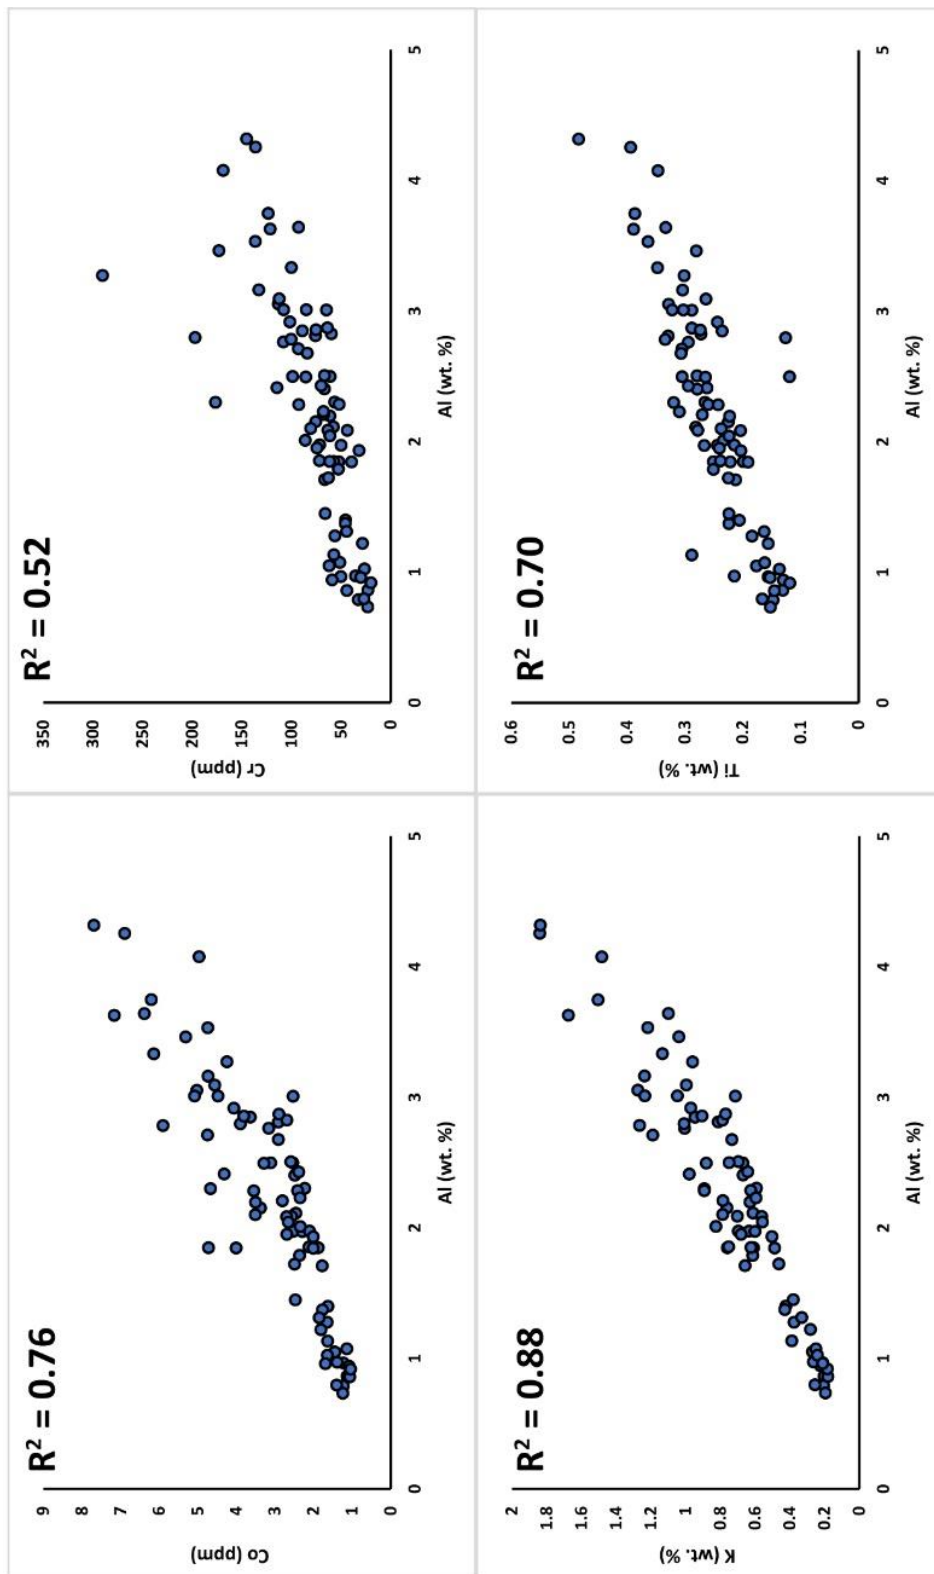 R² = 0.76
Co (ppm)
9
8
7
6
5
4
3
2
1
0 1 2 3 4 5
Al (wt. %)
R² = 0.52
Cr (ppm)
350
300
250
200
150
100
50
0
0 1 2 3 4 5
Al (wt. %)
R² = 0.88
K (wt. %)
2
1.8
1.6
1.4
1.2
1
0.8
0.6
0.4
0.2
0 1 2 3 4 5
Al (wt. %)
R² = 0.70
Ti (wt. %)
0.6
0.5
0.4
0.3
0.2
0.1
0
0 1 2 3 4 5
Al (wt. %)